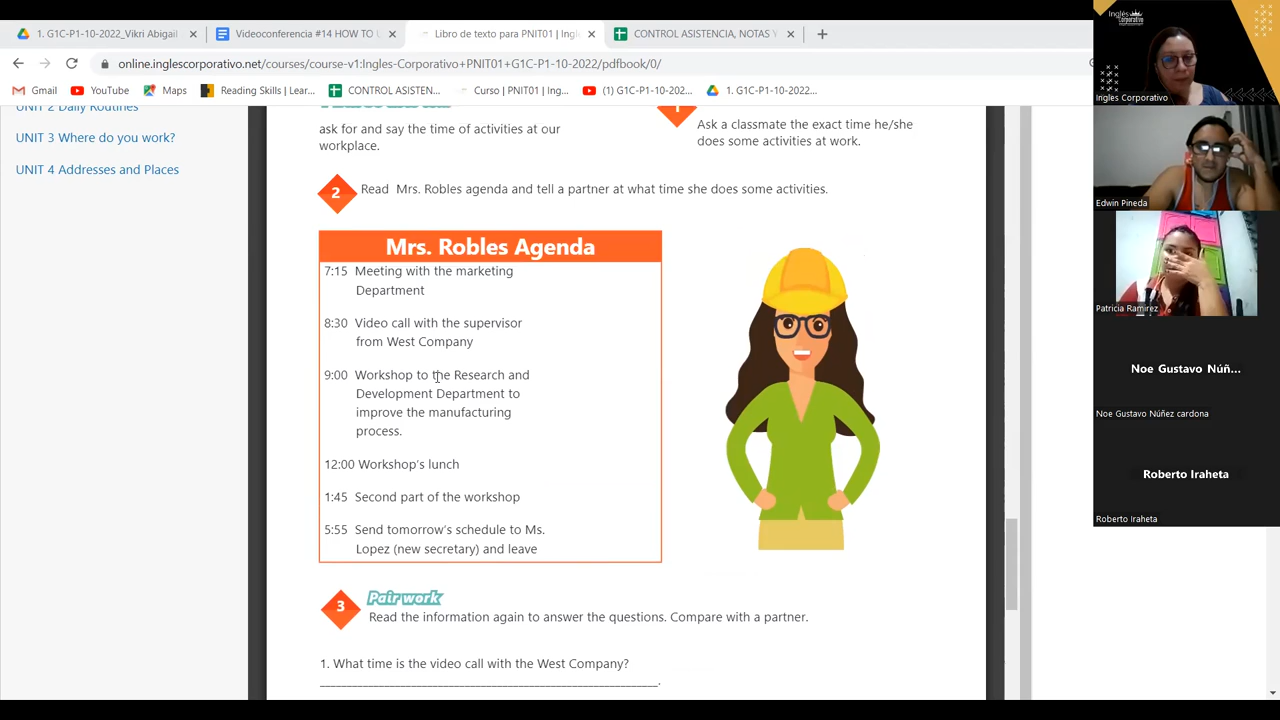 1. G1C-P1-10-2022_Vikri Abigail
Videoconferencia #14 HOW TO
Libro de texto para PNIT01 | Ingl
CONTROL ASISTENCIA, NOTAS Y
online.inglescorporativo.net/courses/course-v1:Ingles-Corporativo+PNIT01+G1C-P1-10-2022/pdfbook/0/
Gmail
YouTube
Maps
Reading Skills | Lear...
CONTROL ASISTEN...
Curso | PNIT01 | Ing...
(1) G1C-P1-10-202...
1. G1C-P1-10-2022...
UNIT 2 Daily Routines
UNIT 3 Where do you work?
UNIT 4 Addresses and Places
ask for and say the time of activities at our
workplace.
1
Ask a classmate the exact time he/she
does some activities at work.
2
Read Mrs. Robles agenda and tell a partner at what time she does some activities.
Mrs. Robles Agenda
7:15 Meeting with the marketing
Department
8:30 Video call with the supervisor
from West Company
9:00 Workshop to the Research and
Development Department to
improve the manufacturing
process.
12:00 Workshop's lunch
1:45 Second part of the workshop
5:55 Send tomorrow's schedule to Ms.
Lopez (new secretary) and leave
3
Pair work
Read the information again to answer the questions. Compare with a partner.
1. What time is the video call with the West Company?
Inglés
Corporativo
Ingles Corporativo
Edwin Pineda
Patricia Ramirez
Noe Gustavo Núñ...
Noe Gustavo Núñez cardona
Roberto Iraheta
Roberto Iraheta